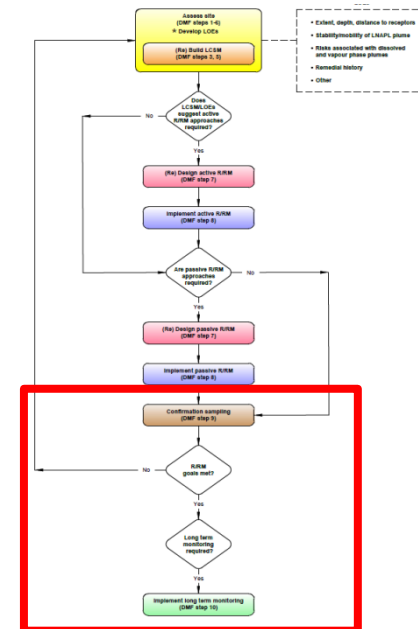 Assess site
(DMF steps 1-6)
* Develop LOEs
(Re) Build LCSM
(DMF steps 3, 5)
• Extent, depth, distance to receptors
• Stability/mobility of LNAPL plume
• Risks associated with dissolved
and vapour phase plumes
• Remedial history
• Other
Does
LCSM/LOEs
suggest active
R/RM approaches
required?
No
Yes
(Re) Design active R/RM
(DMF step 7)
Implement active R/RM
(DMF step 8)
Are passive R/RM
approaches
required?
No
Yes
(Re) Design passive R/RM
(DMF step 7)
Implement passive R/RM
(DMF step 8)
Confirmation sampling
(DMF step 9)
R/RM
goals met?
No
Yes
Long term
monitoring
required?
Yes
Implement long term monitoring
(DMF step 10)